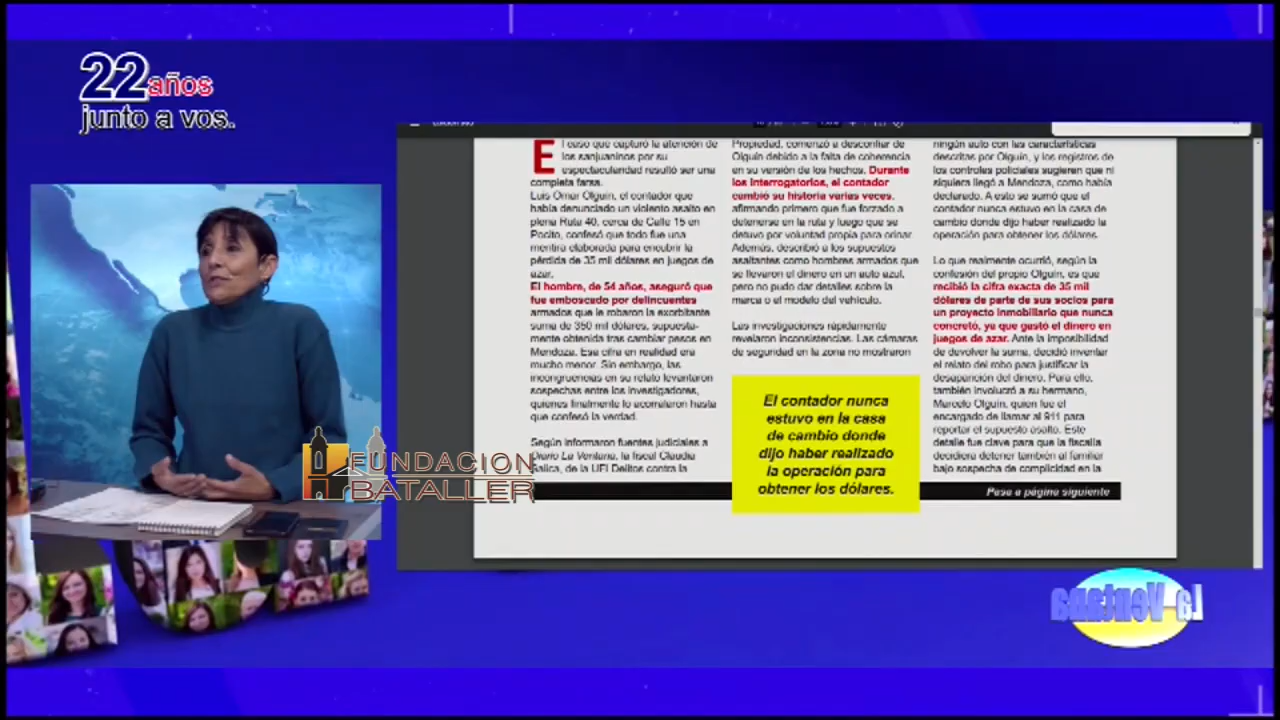 22 años
junto a vos.
FUNDACION
BATALLER
El caso que capturó la atención de
los sanjuaninos por su
espectacularidad resultó ser una
completa farsa.
Luis Omar Olguín, el contador que
había denunciado un violento asalto en
plena Ruta 40, cerca de Calle 15 en
Pocito, confesó que todo fue una
mentira elaborada para encubrir la
pérdida de 35 mil dólares en juegos de
azar.
El hombre, de 54 años, aseguró que
fue emboscado por delincuentes
armados que le robaron la exorbitante
suma de 350 mil dólares, supuesta-
mente obtenida tras cambiar pesos en
Mendoza. Esa cifra en realidad era
mucho menor. Sin embargo, las
incongruencias en su relato levantaron
sospechas entre los investigadores,
quienes finalmente lo acorralaron hasta
que confesó la verdad.
Según informaron fuentes judiciales a
Diario La Ventana, la fiscal Claudia
Salica, de la UFI Delitos contra la
Propiedad, comenzó a desconfiar de
Olguín debido a la falta de coherencia
en su versión de los hechos. Durante
los interrogatorios, el contador
cambió su historia varias veces,
afirmando primero que fue forzado a
detenerse en la ruta y luego que se
detuvo por voluntad propia para orinar.
Además, describió a los supuestos
asaltantes como hombres armados que
se llevaron el dinero en un auto azul,
pero no pudo dar detalles sobre la
marca o el modelo del vehículo.
Las investigaciones rápidamente
revelaron inconsistencias. Las cámaras
de seguridad en la zona no mostraron
El contador nunca
estuvo en la casa
de cambio donde
dijo haber realizado
la operación para
obtener los dólares.
ningún auto con las características
descritas por Olguín, y los registros de
los controles policiales sugieren que ni
siquiera llegó a Mendoza, como había
declarado. A esto se sumó que el
contador nunca estuvo en la casa de
cambio donde dijo haber realizado la
operación para obtener los dólares.
Lo que realmente ocurrió, según la
confesión del propio Olguín, es que
recibió la cifra exacta de 35 mil
dólares de parte de sus socios para
un proyecto inmobiliario que nunca
concretó, ya que gastó el dinero en
juegos de azar. Ante la imposibilidad
de devolver la suma, decidió inventar
el relato del robo para justificar la
desaparición del dinero. Para ello,
también involucró a su hermano,
Marcelo Olguín, quien fue el
encargado de llamar al 911 para
reportar el supuesto asalto. Este
detalle fue clave para que la fiscalía
decidiera detener también al familiar
bajo sospecha de complicidad en la
Pasa a página siguiente
La Ventana